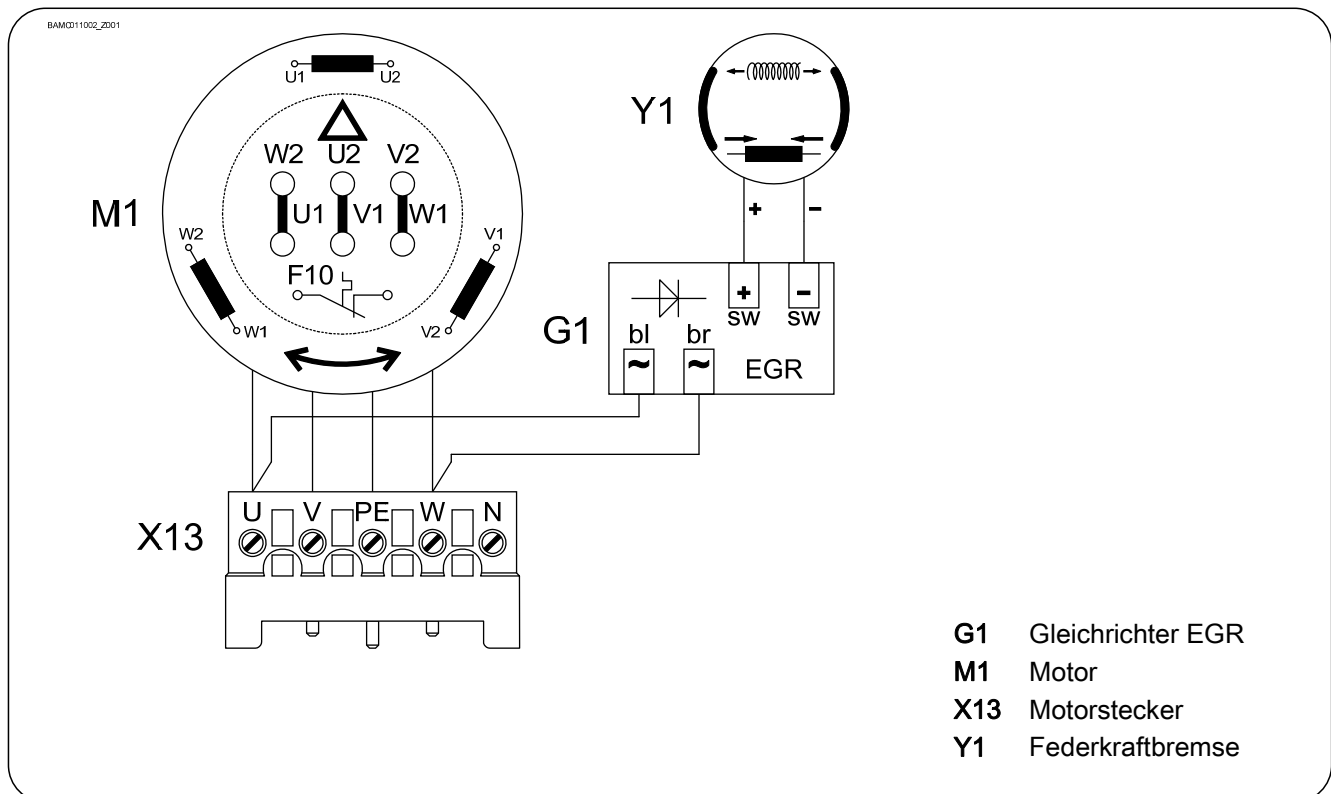 BAMC011002_Z001
U1 U2
Y1
W2 U2 V2
M1
U1 V1 W1
W2 V1
F10
+ -
W1 V2
+ -
sw sw
G1
bl br
~ ~
EGR
U V PE W N
X13
G1 Gleichrichter EGR
M1 Motor
X13 Motorstecker
Y1 Federkraftbremse